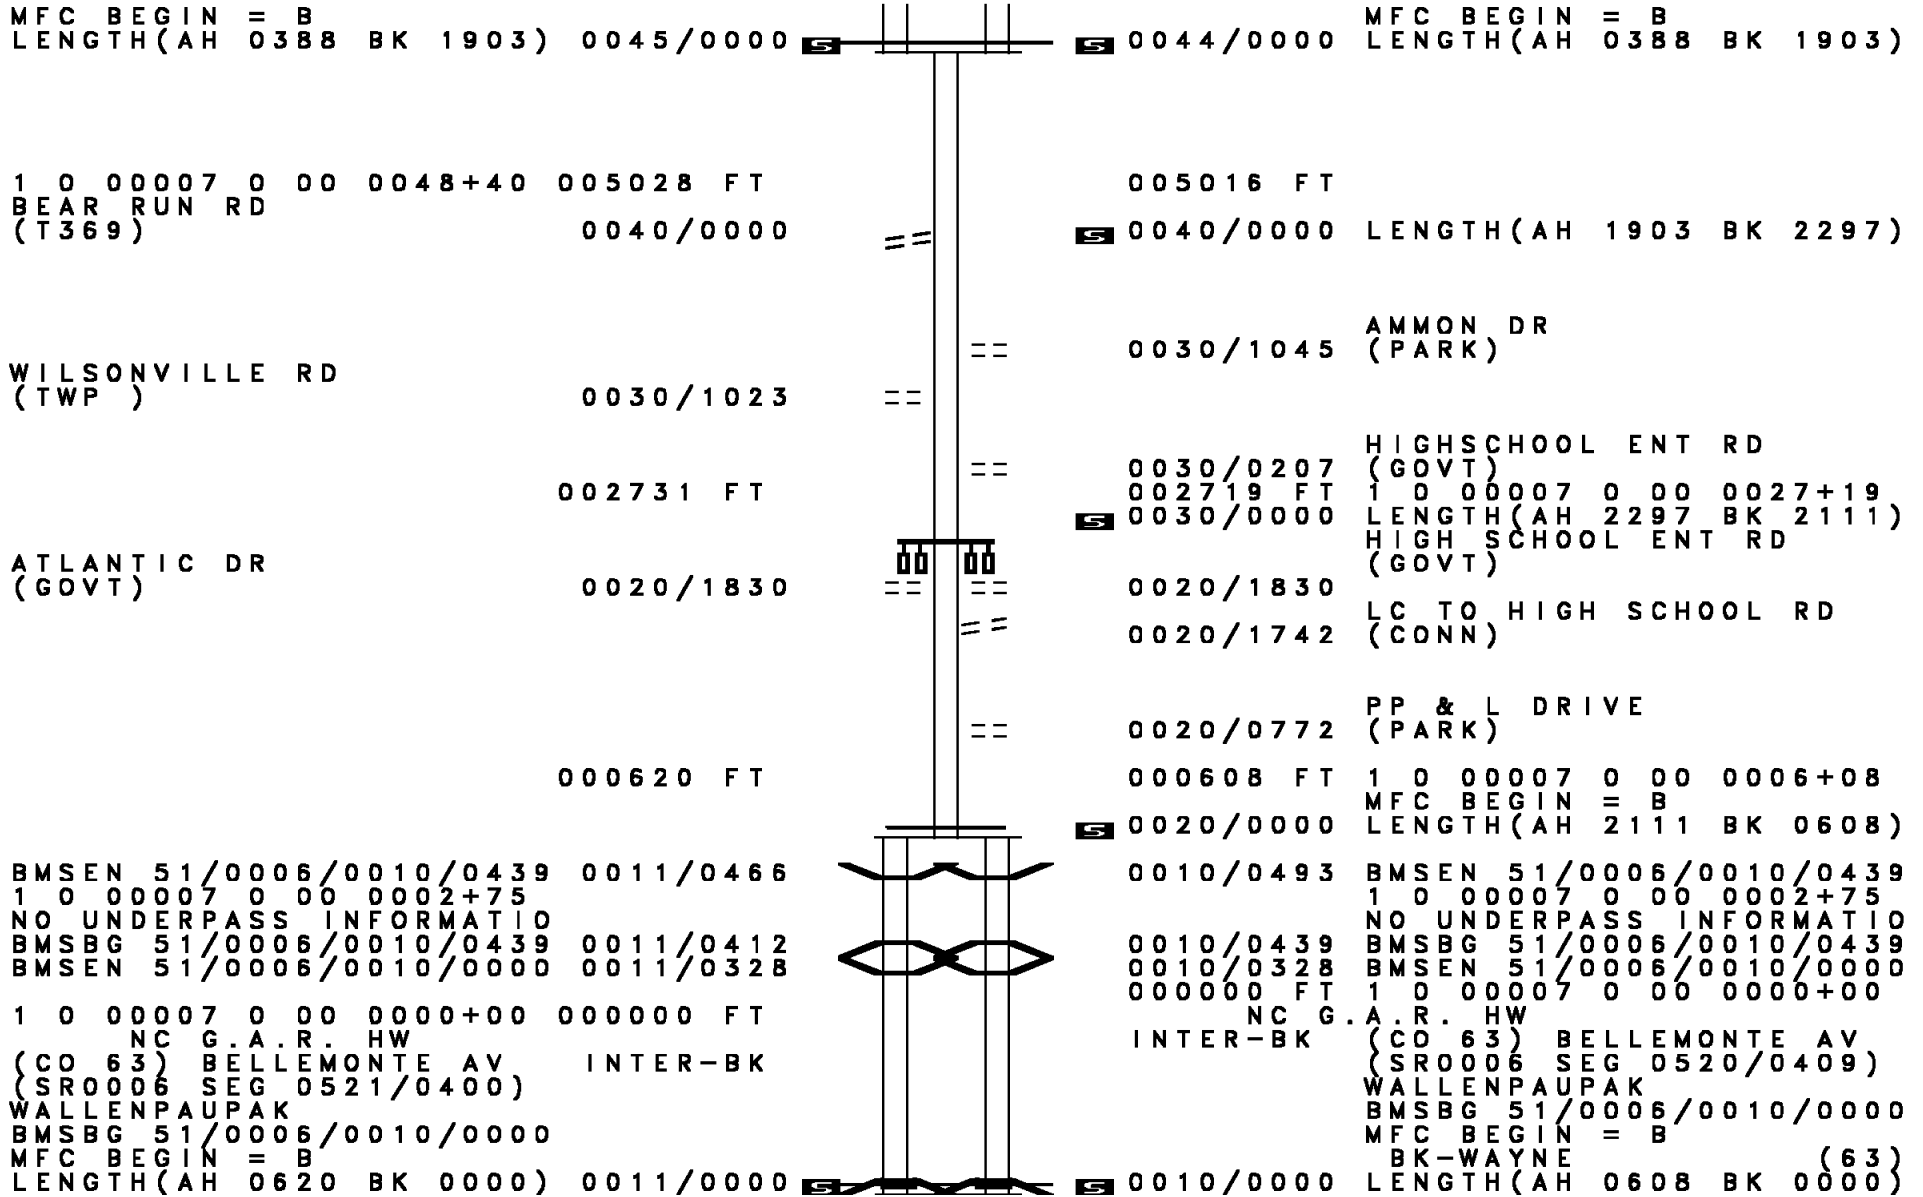 MFC BEGIN = B
MFC BEGIN = B
LENGTH(AH 0388 BK 1903) 0045/0000 S
S 0044/0000 LENGTH(AH 0388 BK 1903)
1 0 00007 0 00 0048+40 005028 FT
005016 FT
BEAR RUN RD
(T369) 0040/0000
S 0040/0000 LENGTH(AH 1903 BK 2297)
AMMON DR
0030/1045 (PARK)
WILSONVILLE RD
(TWP ) 0030/1023
HIGHSCHOOL ENT RD
0030/0207 (GOVT)
002731 FT
002719 FT 1 0 00007 0 00 0027+19
S 0030/0000 LENGTH(AH 2297 BK 2111)
HIGH SCHOOL ENT RD
ATLANTIC DR
(GOVT)
(GOVT) 0020/1830
0020/1830
LC TO HIGH SCHOOL RD
0020/1742 (CONN)
PP & L DRIVE
0020/0772 (PARK)
000620 FT
000608 FT 1 0 00007 0 00 0006+08
MFC BEGIN = B
S 0020/0000 LENGTH(AH 2111 BK 0608)
BMSEN 51/0006/0010/0439 0011/0466
0010/0493 BMSEN 51/0006/0010/0439
1 0 00007 0 00 0002+75
1 0 00007 0 00 0002+75
NO UNDERPASS INFORMATIO
NO UNDERPASS INFORMATIO
BMSBG 51/0006/0010/0439 0011/0412
0010/0439 BMSBG 51/0006/0010/0439
BMSEN 51/0006/0010/0000 0011/0328
0010/0328 BMSEN 51/0006/0010/0000
000000 FT 1 0 00007 0 00 0000+00
1 0 00007 0 00 0000+00 000000 FT
NC G.A.R. HW
NC G.A.R. HW
INTER-BK (CO 63) BELLEMONTE AV
(CO 63) BELLEMONTE AV INTER-BK
(SR0006 SEG 0520/0409)
(SR0006 SEG 0521/0400)
WALLENPAUPAK
WALLENPAUPAK
BMSBG 51/0006/0010/0000
BMSBG 51/0006/0010/0000
MFC BEGIN = B
MFC BEGIN = B
BK-WAYNE (63)
LENGTH(AH 0620 BK 0000) 0011/0000 S
S 0010/0000 LENGTH(AH 0608 BK 0000)